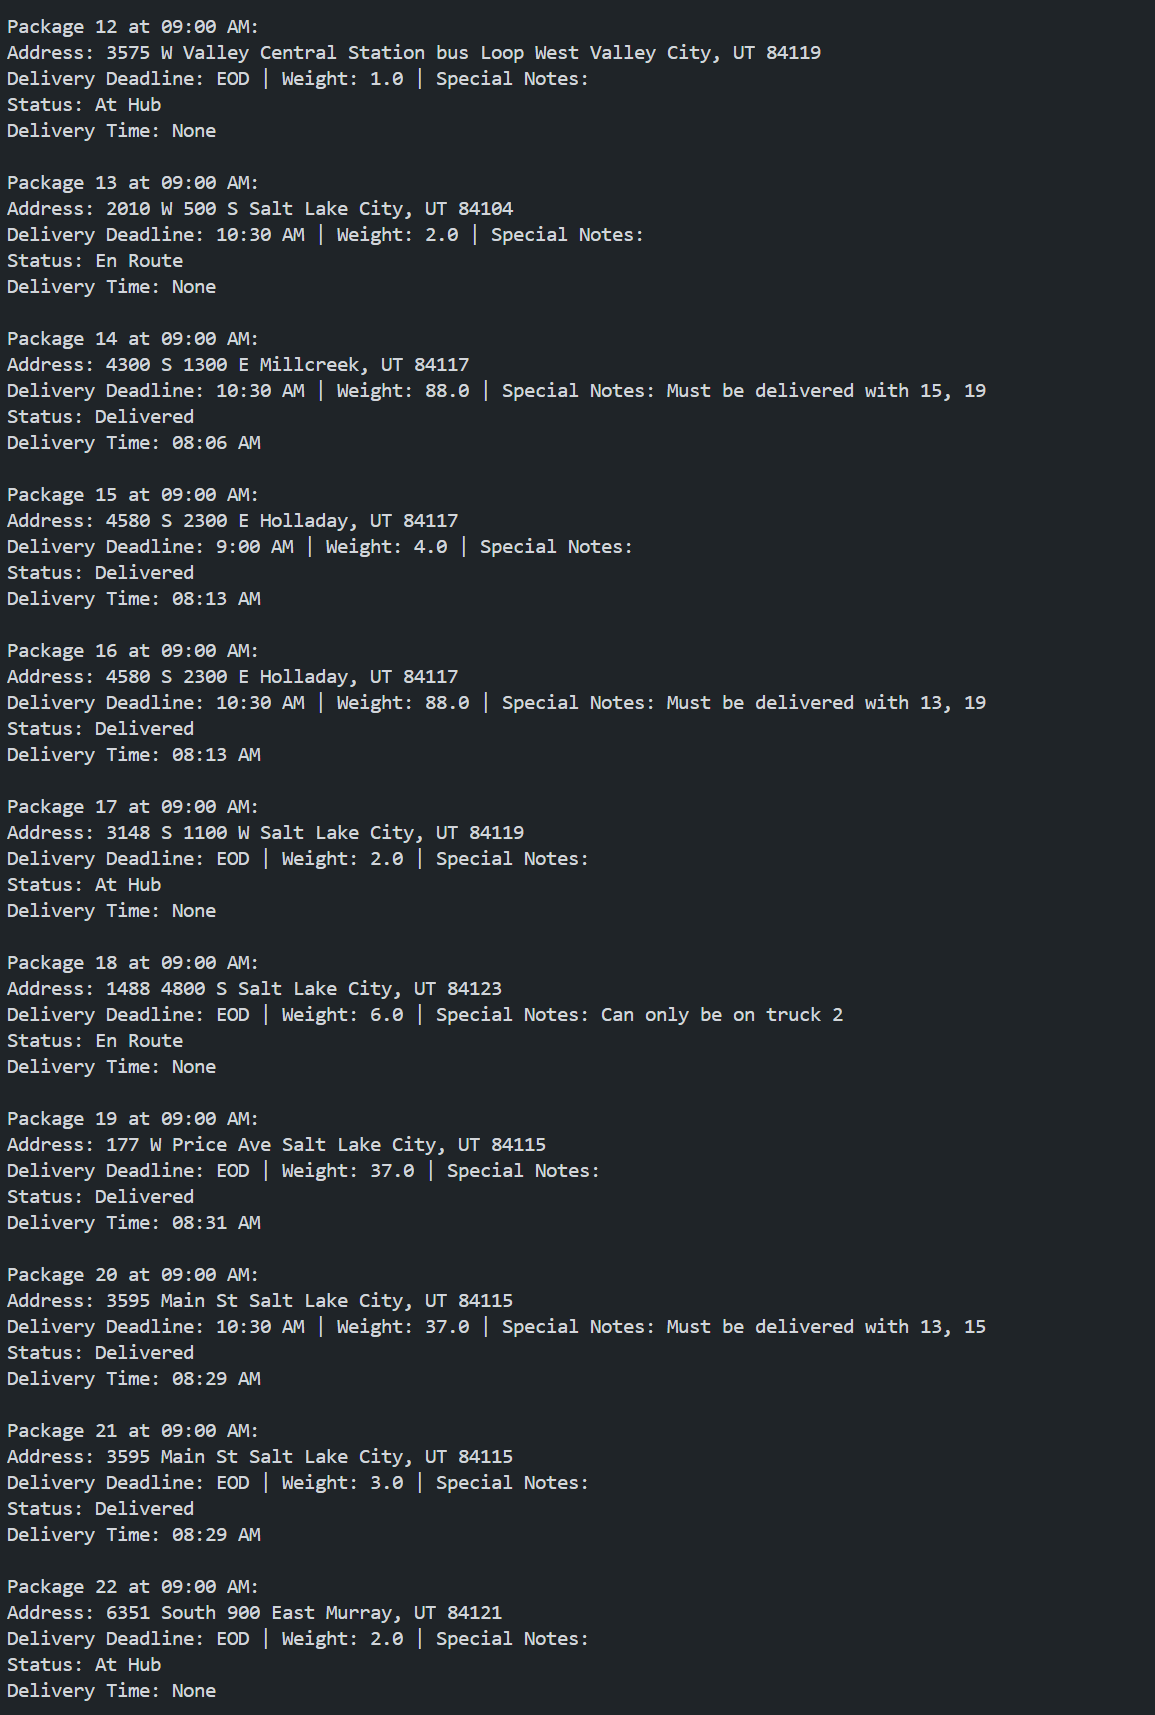 Package 12 at 09:00 AM:
Address: 3575 W Valley Central Station bus Loop West Valley City, UT 84119
Delivery Deadline: EOD | Weight: 1.0 | Special Notes:
Status: At Hub
Delivery Time: None

Package 13 at 09:00 AM:
Address: 2010 W 500 S Salt Lake City, UT 84104
Delivery Deadline: 10:30 AM | Weight: 2.0 | Special Notes:
Status: En Route
Delivery Time: None

Package 14 at 09:00 AM:
Address: 4300 S 1300 E Millcreek, UT 84117
Delivery Deadline: 10:30 AM | Weight: 88.0 | Special Notes: Must be delivered with 15, 19
Status: Delivered
Delivery Time: 08:06 AM

Package 15 at 09:00 AM:
Address: 4580 S 2300 E Holladay, UT 84117
Delivery Deadline: 9:00 AM | Weight: 4.0 | Special Notes:
Status: Delivered
Delivery Time: 08:13 AM

Package 16 at 09:00 AM:
Address: 4580 S 2300 E Holladay, UT 84117
Delivery Deadline: 10:30 AM | Weight: 88.0 | Special Notes: Must be delivered with 13, 19
Status: Delivered
Delivery Time: 08:13 AM

Package 17 at 09:00 AM:
Address: 3148 S 1100 W Salt Lake City, UT 84119
Delivery Deadline: EOD | Weight: 2.0 | Special Notes:
Status: At Hub
Delivery Time: None

Package 18 at 09:00 AM:
Address: 1488 4800 S Salt Lake City, UT 84123
Delivery Deadline: EOD | Weight: 6.0 | Special Notes: Can only be on truck 2
Status: En Route
Delivery Time: None

Package 19 at 09:00 AM:
Address: 177 W Price Ave Salt Lake City, UT 84115
Delivery Deadline: EOD | Weight: 37.0 | Special Notes:
Status: Delivered
Delivery Time: 08:31 AM

Package 20 at 09:00 AM:
Address: 3595 Main St Salt Lake City, UT 84115
Delivery Deadline: 10:30 AM | Weight: 37.0 | Special Notes: Must be delivered with 13, 15
Status: Delivered
Delivery Time: 08:29 AM

Package 21 at 09:00 AM:
Address: 3595 Main St Salt Lake City, UT 84115
Delivery Deadline: EOD | Weight: 3.0 | Special Notes:
Status: Delivered
Delivery Time: 08:29 AM

Package 22 at 09:00 AM:
Address: 6351 South 900 East Murray, UT 84121
Delivery Deadline: EOD | Weight: 2.0 | Special Notes:
Status: At Hub
Delivery Time: None